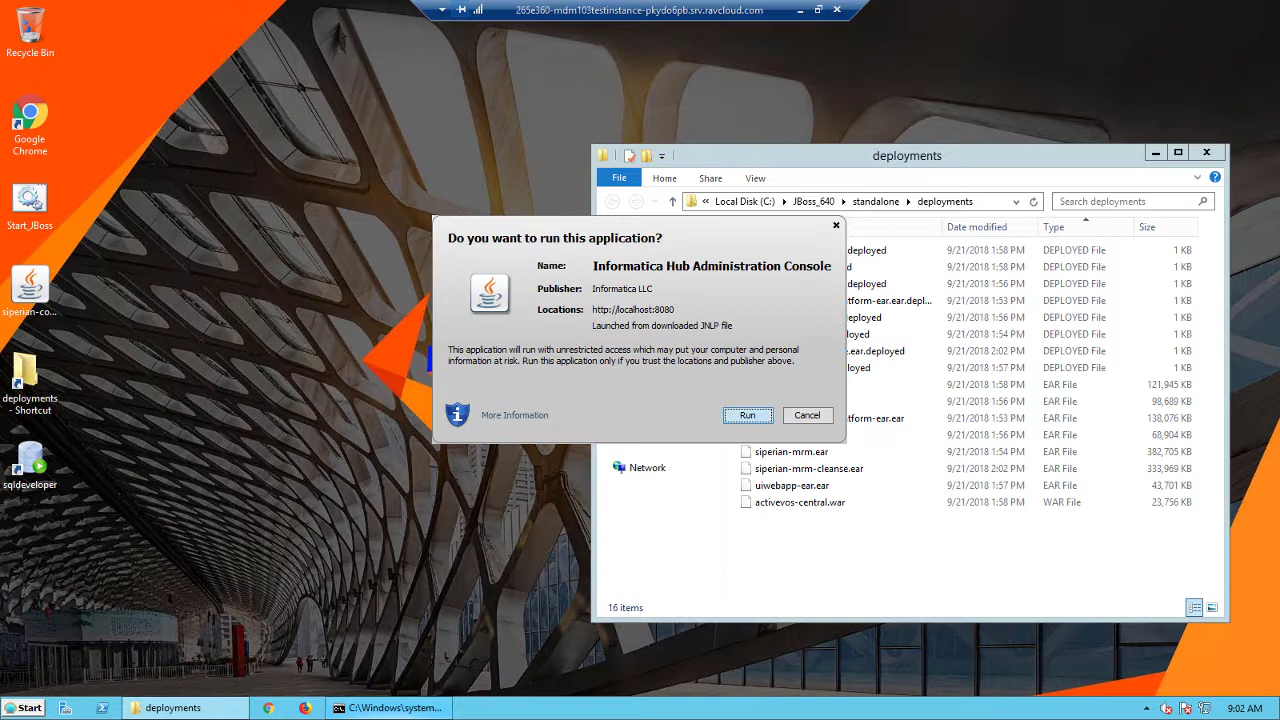 265e360-mdm103testinstance-pkydo6pb.srv.ravcloud.com
Recycle Bin
Google
Chrome
Start_JBoss
siperian-co...
deployments
- Shortcut
sqldeveloper
deployments
File
Home
Share
View
« Local Disk (C:)
JBoss_640
standalone
deployments
Search deployments
Date modified
Type
Size
.deployed 9/21/2018 1:58 PM DEPLOYED File 1 KB
d 9/21/2018 1:56 PM DEPLOYED File 1 KB
.deployed 9/21/2018 1:56 PM DEPLOYED File 1 KB
tform-ear.ear.depl... 9/21/2018 1:53 PM DEPLOYED File 1 KB
oyed 9/21/2018 1:56 PM DEPLOYED File 1 KB
oyed 9/21/2018 1:54 PM DEPLOYED File 1 KB
.ear.deployed 9/21/2018 2:02 PM DEPLOYED File 1 KB
oyed 9/21/2018 1:57 PM DEPLOYED File 1 KB
9/21/2018 1:58 PM EAR File 121,945 KB
9/21/2018 1:56 PM EAR File 98,689 KB
tform-ear.ear 9/21/2018 1:53 PM EAR File 138,076 KB
9/21/2018 1:56 PM EAR File 68,904 KB
siperian-mrm.ear 9/21/2018 1:54 PM EAR File 382,705 KB
siperian-mrm-cleanse.ear 9/21/2018 2:02 PM EAR File 333,969 KB
uiwebapp-ear.ear 9/21/2018 1:57 PM EAR File 43,701 KB
activevos-central.war 9/21/2018 1:58 PM WAR File 23,756 KB
Network
16 items
Do you want to run this application?
Name: Informatica Hub Administration Console
Publisher: Informatica LLC
Locations: http://localhost:8080
Launched from downloaded JNLP file
This application will run with unrestricted access which may put your computer and personal
information at risk. Run this application only if you trust the locations and publisher above.
More Information
Run
Cancel
Start
deployments
C:\Windows\system...
9:02 AM